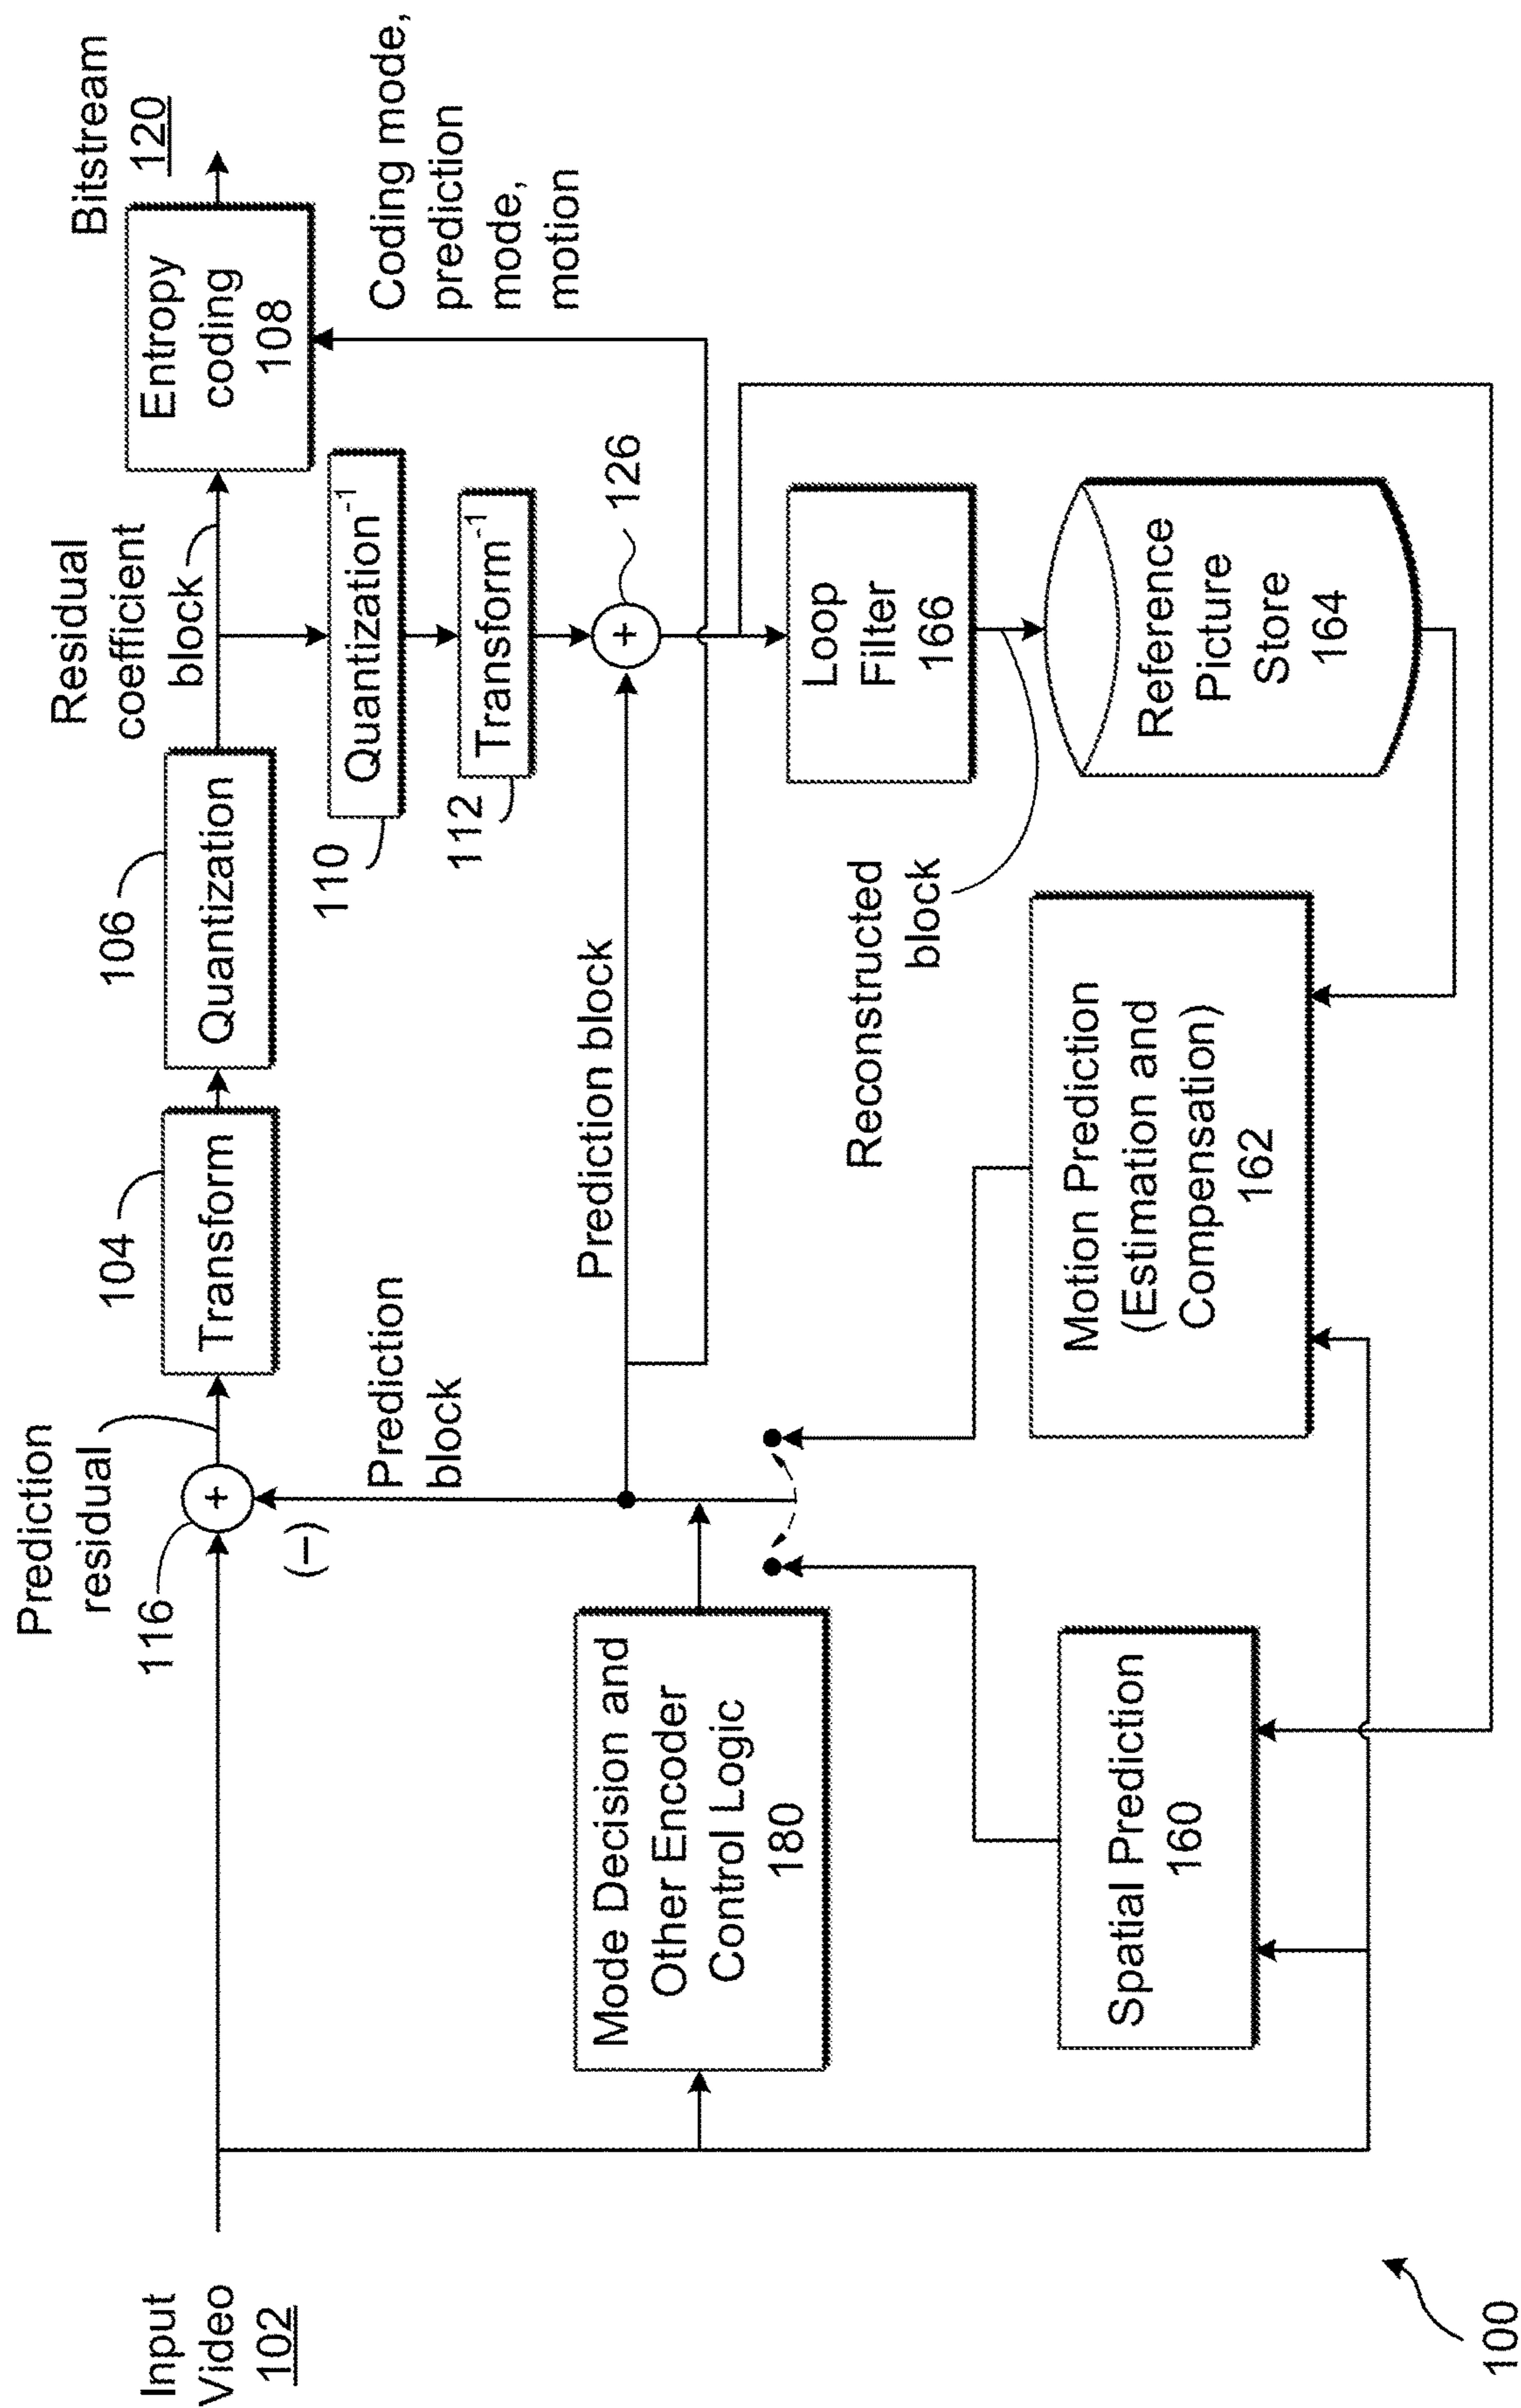 Input
Video
102
Prediction
residual
116
(–)
Transform
104
Quantization
106
Residual
coefficient
block
Entropy
coding
108
Bitstream
120
Coding mode,
prediction
mode,
motion
Quantization-1
110
Transform-1
112
+
+
126
Prediction
block
Prediction block
Mode Decision and
Other Encoder
Control Logic
180
Spatial Prediction
160
Motion Prediction
(Estimation and
Compensation)
162
Reconstructed
block
Loop
Filter
166
Reference
Picture
Store
164
100